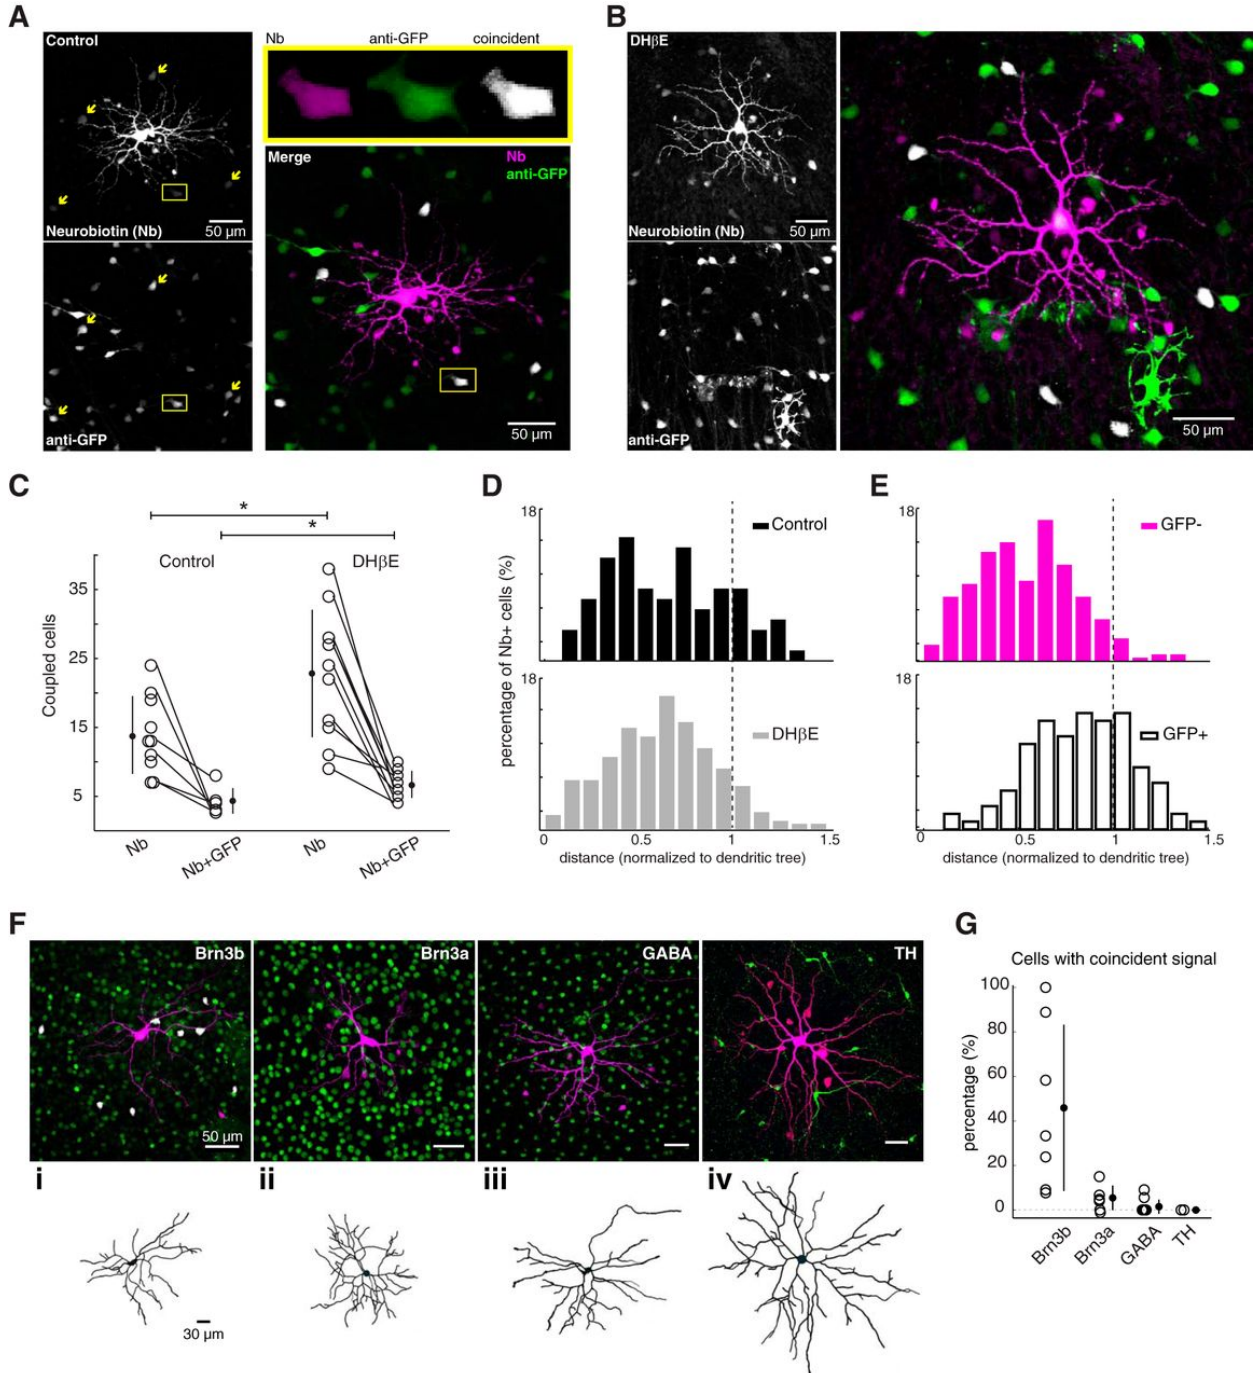 A
Control
Neurobiotin (Nb)
50 µm
anti-GFP
Nb anti-GFP coincident
Merge
Nb
anti-GFP
50 µm
B
DHβE
Neurobiotin (Nb)
50 µm
anti-GFP
50 µm
C
*
*
Control DHβE
Coupled cells
35
25
15
5
Nb Nb+GFP Nb Nb+GFP
D
percentage of Nb+ cells (%)
18
Control
18
DHβE
0 0.5 1 1.5
distance (normalized to dendritic tree)
E
18
GFP-
18
GFP+
0 0.5 1 1.5
distance (normalized to dendritic tree)
F
Brn3b Brn3a GABA TH
50 µm
i ii iii iv
30 µm
G
Cells with coincident signal
percentage (%)
100
80
60
40
20
0
Brn3b Brn3a GABA TH